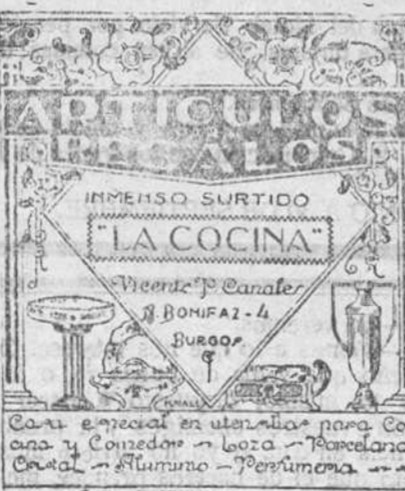 ARTICULOS
REGALOS
INMENSO SURTIDO
"LA COCINA"
Vicente P. Canales
R. BONIFAZ-4
BURGOS
Casa especial en utensilios para Co
cina y Comedor - Loza - Porcelana
Cristal - Aluminio - Perfumeria